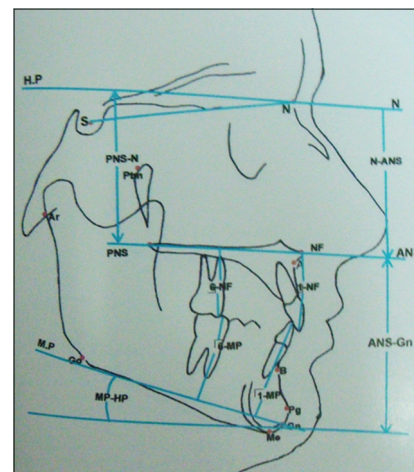 H.P
N
S
N
PNS-N
N-ANS
Ptm
Ar
PNS
NF
AN
6-NF
1-NF
ANS-Gn
6-MP
M.P
Go
B
1-MP
MP-HP
Pg
Gn
Me